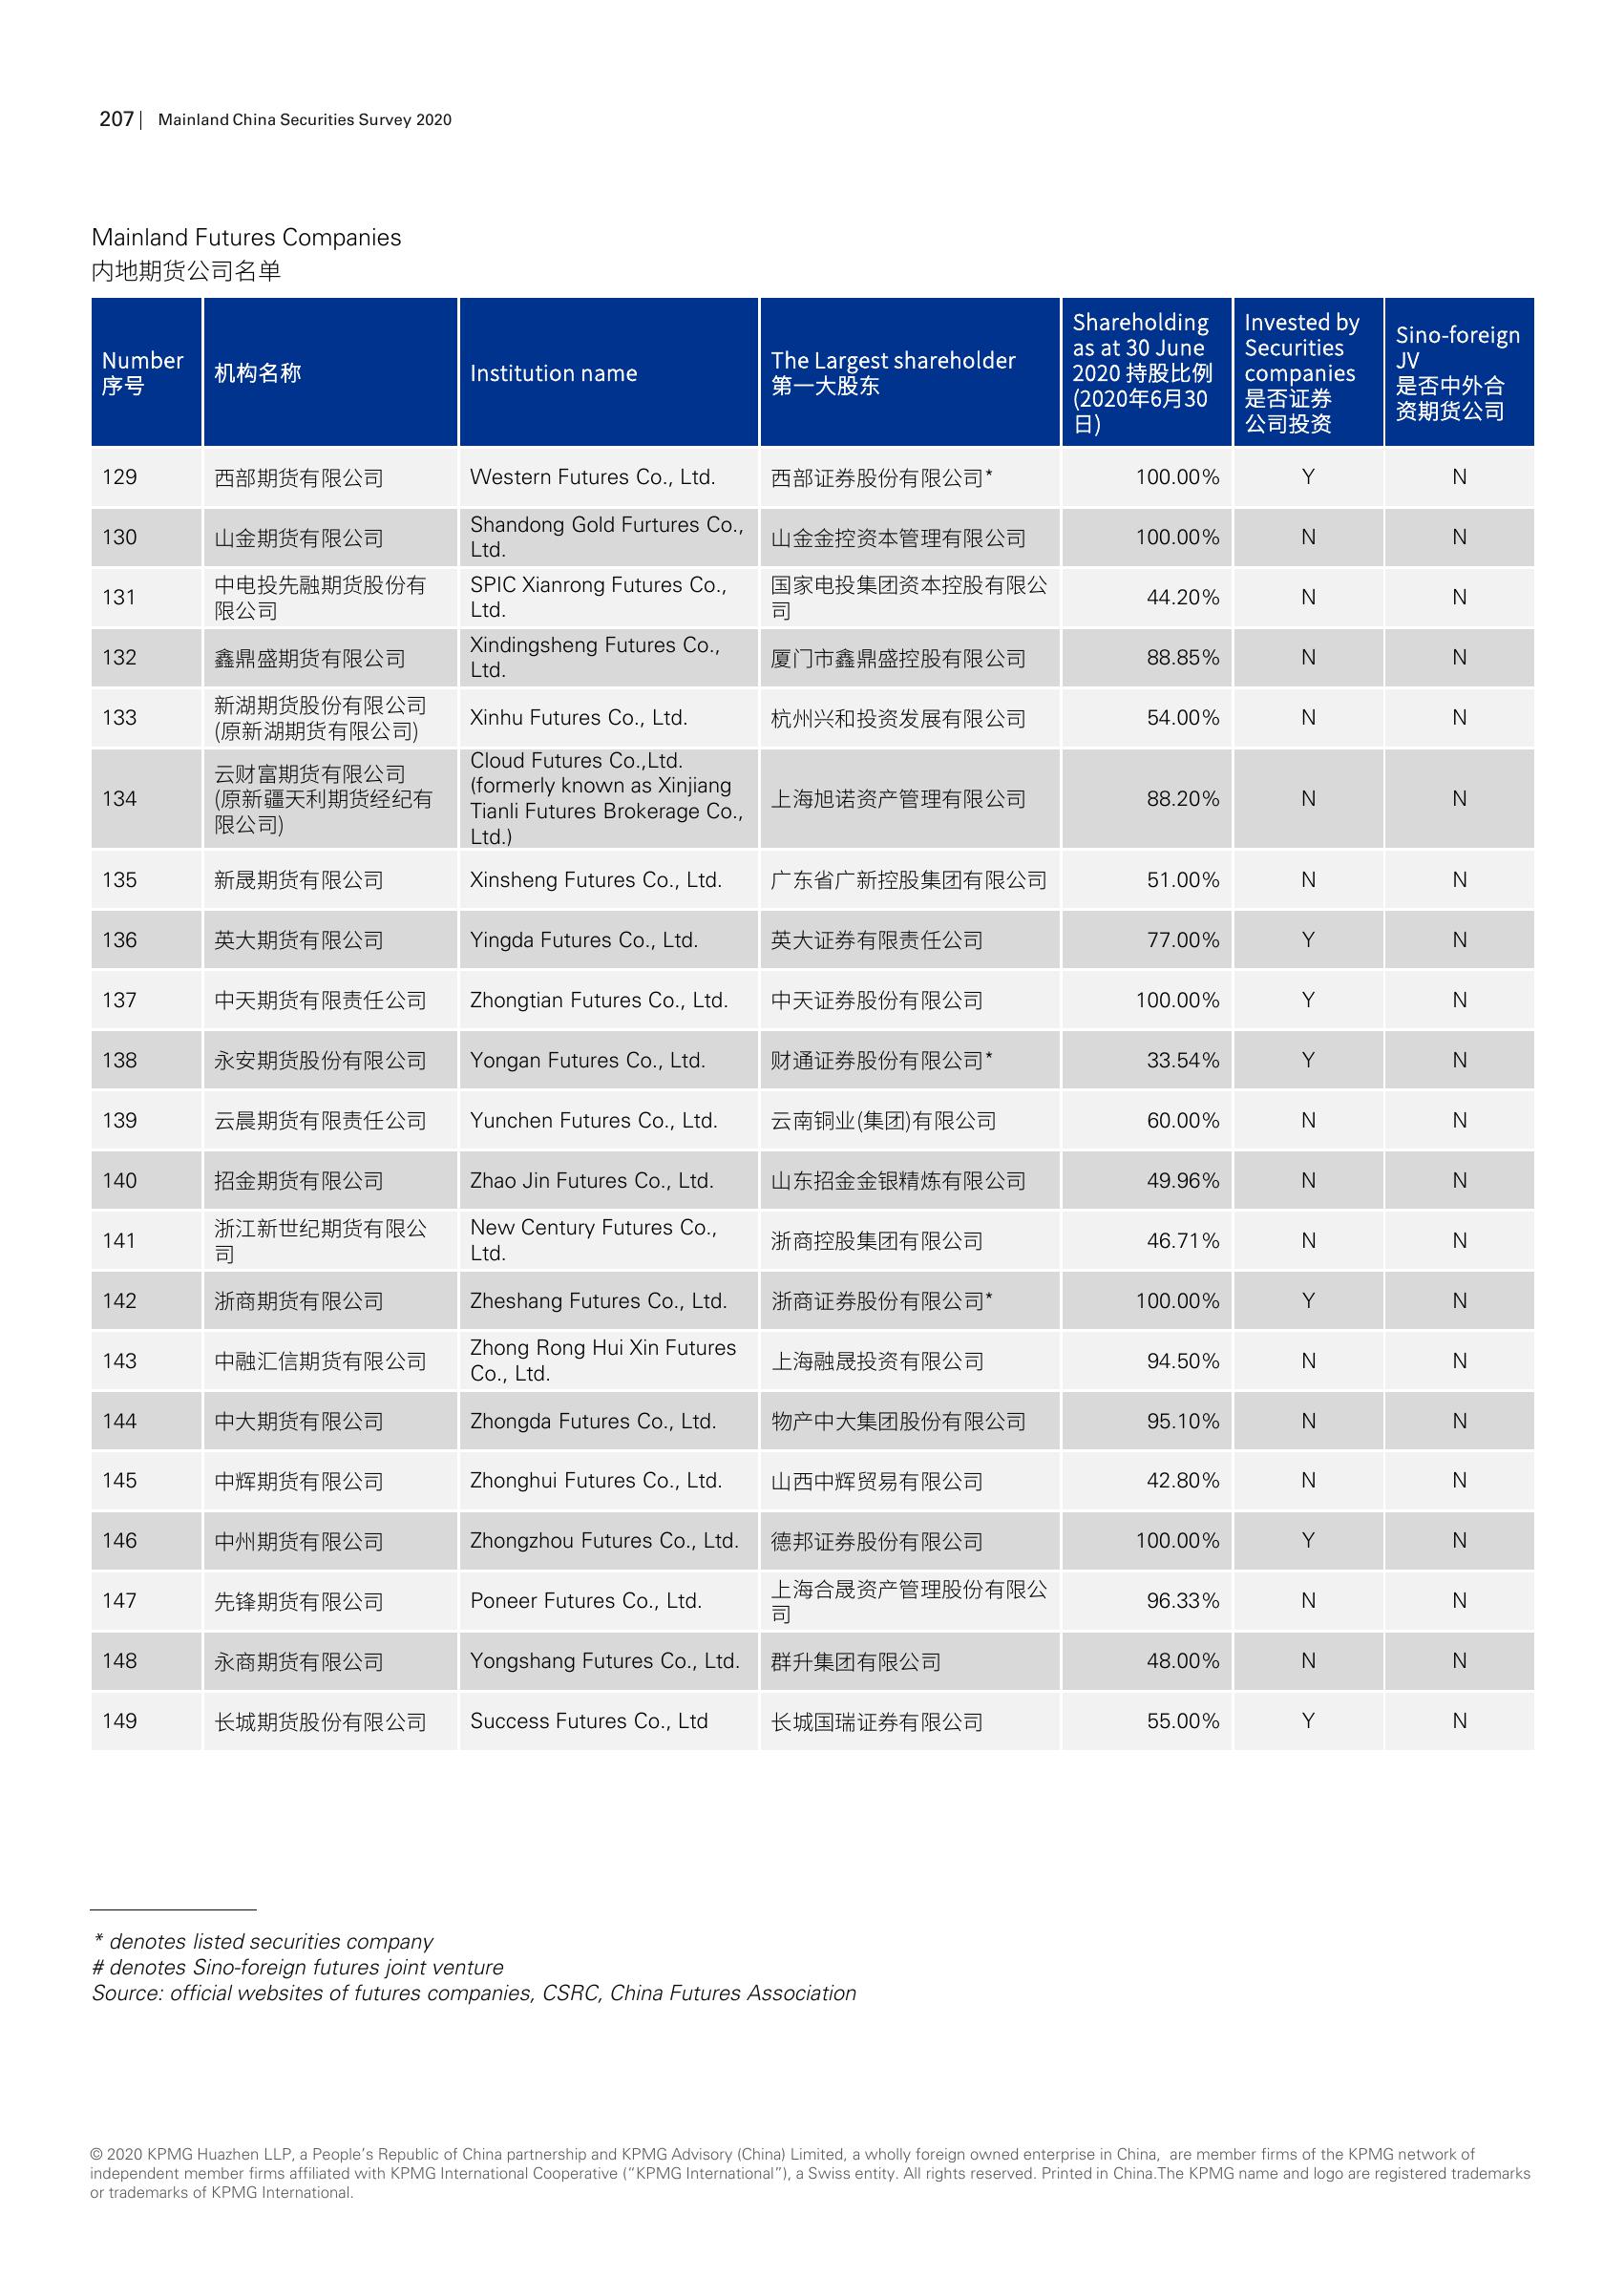 207 | Mainland China Securities Survey 2020
Mainland Futures Companies
内地期货公司名单
Number
序号
机构名称
Institution name
The Largest shareholder
第一大股东
Shareholding
as at 30 June
2020 持股比例
(2020年6月30
日)
Invested by
Securities
companies
是否证券
公司投资
Sino-foreign
JV
是否中外合
资期货公司
129 西部期货有限公司 Western Futures Co., Ltd. 西部证券股份有限公司* 100.00% Y N
130 山金期货有限公司 Shandong Gold Furtures Co.,
Ltd. 山金金控资本管理有限公司 100.00% N N
131 中电投先融期货股份有
限公司 SPIC Xianrong Futures Co.,
Ltd. 国家电投集团资本控股有限公
司 44.20% N N
132 鑫鼎盛期货有限公司 Xindingsheng Futures Co.,
Ltd. 厦门市鑫鼎盛控股有限公司 88.85% N N
133 新湖期货股份有限公司
(原新湖期货有限公司) Xinhu Futures Co., Ltd. 杭州兴和投资发展有限公司 54.00% N N
134 云财富期货有限公司
(原新疆天利期货经纪有
限公司) Cloud Futures Co.,Ltd.
(formerly known as Xinjiang
Tianli Futures Brokerage Co.,
Ltd.) 上海旭诺资产管理有限公司 88.20% N N
135 新晟期货有限公司 Xinsheng Futures Co., Ltd. 广东省广新控股集团有限公司 51.00% N N
136 英大期货有限公司 Yingda Futures Co., Ltd. 英大证券有限责任公司 77.00% Y N
137 中天期货有限责任公司 Zhongtian Futures Co., Ltd. 中天证券股份有限公司 100.00% Y N
138 永安期货股份有限公司 Yongan Futures Co., Ltd. 财通证券股份有限公司* 33.54% Y N
139 云晨期货有限责任公司 Yunchen Futures Co., Ltd. 云南铜业(集团)有限公司 60.00% N N
140 招金期货有限公司 Zhao Jin Futures Co., Ltd. 山东招金金银精炼有限公司 49.96% N N
141 浙江新世纪期货有限公
司 New Century Futures Co.,
Ltd. 浙商控股集团有限公司 46.71% N N
142 浙商期货有限公司 Zheshang Futures Co., Ltd. 浙商证券股份有限公司* 100.00% Y N
143 中融汇信期货有限公司 Zhong Rong Hui Xin Futures
Co., Ltd. 上海融晟投资有限公司 94.50% N N
144 中大期货有限公司 Zhongda Futures Co., Ltd. 物产中大集团股份有限公司 95.10% N N
145 中辉期货有限公司 Zhonghui Futures Co., Ltd. 山西中辉贸易有限公司 42.80% N N
146 中州期货有限公司 Zhongzhou Futures Co., Ltd. 德邦证券股份有限公司 100.00% Y N
147 先锋期货有限公司 Poneer Futures Co., Ltd. 上海合晟资产管理股份有限公
司 96.33% N N
148 永商期货有限公司 Yongshang Futures Co., Ltd. 群升集团有限公司 48.00% N N
149 长城期货股份有限公司 Success Futures Co., Ltd 长城国瑞证券有限公司 55.00% Y N
* denotes listed securities company
# denotes Sino-foreign futures joint venture
Source: official websites of futures companies, CSRC, China Futures Association
© 2020 KPMG Huazhen LLP, a People’s Republic of China partnership and KPMG Advisory (China) Limited, a wholly foreign owned enterprise in China, are member firms of the KPMG network of
independent member firms affiliated with KPMG International Cooperative (“KPMG International”), a Swiss entity. All rights reserved. Printed in China.The KPMG name and logo are registered trademarks
or trademarks of KPMG International.